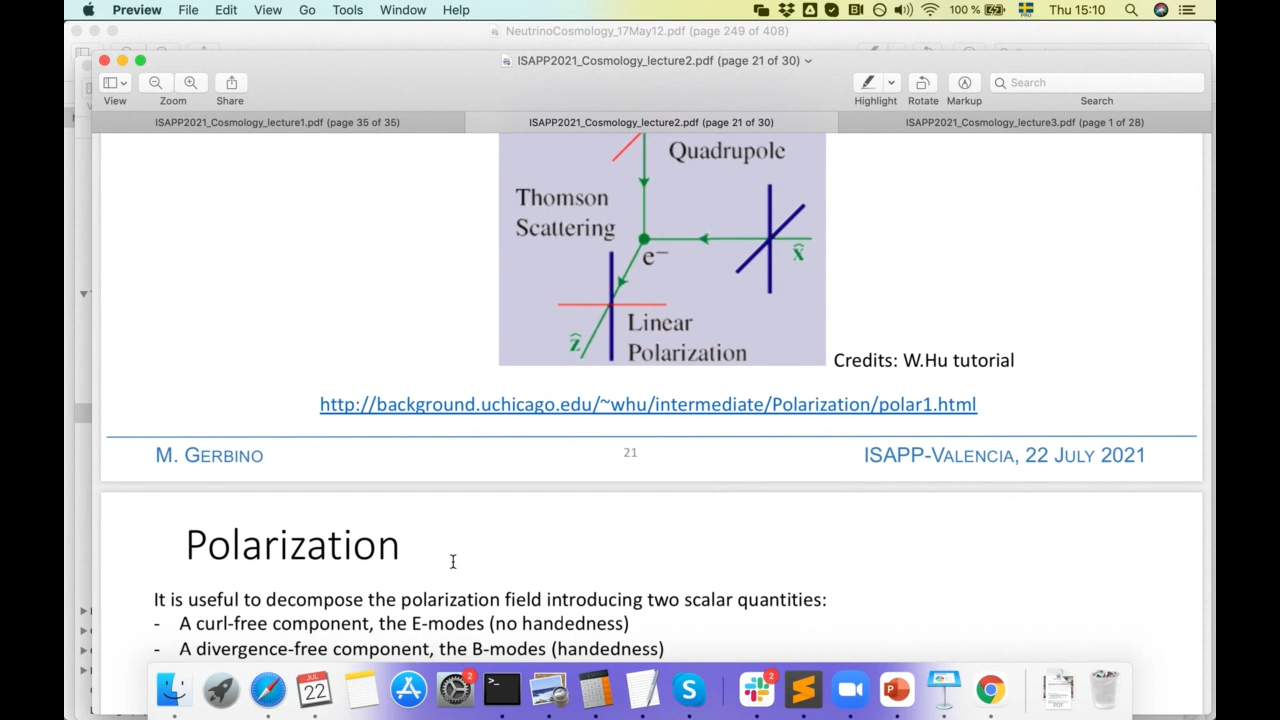 Preview File Edit View Go Tools Window Help 100 % PRO Thu 15:10
NeutrinoCosmology_17May12.pdf (page 249 of 408)
ISAPP2021_Cosmology_lecture2.pdf (page 21 of 30)
Search
View Zoom Share Highlight Rotate Markup Search
ISAPP2021_Cosmology_lecture1.pdf (page 35 of 35) ISAPP2021_Cosmology_lecture2.pdf (page 21 of 30) ISAPP2021_Cosmology_lecture3.pdf (page 1 of 28)
Quadrupole
Thomson
Scattering
e−
x̂
Linear
ẑ
Polarization
Credits: W.Hu tutorial
http://background.uchicago.edu/~whu/intermediate/Polarization/polar1.html
M. GERBINO 21 ISAPP-VALENCIA, 22 JULY 2021
Polarization
It is useful to decompose the polarization field introducing two scalar quantities:
- A curl-free component, the E-modes (no handedness)
- A divergence-free component, the B-modes (handedness)
JUL
22
2
2
PDF